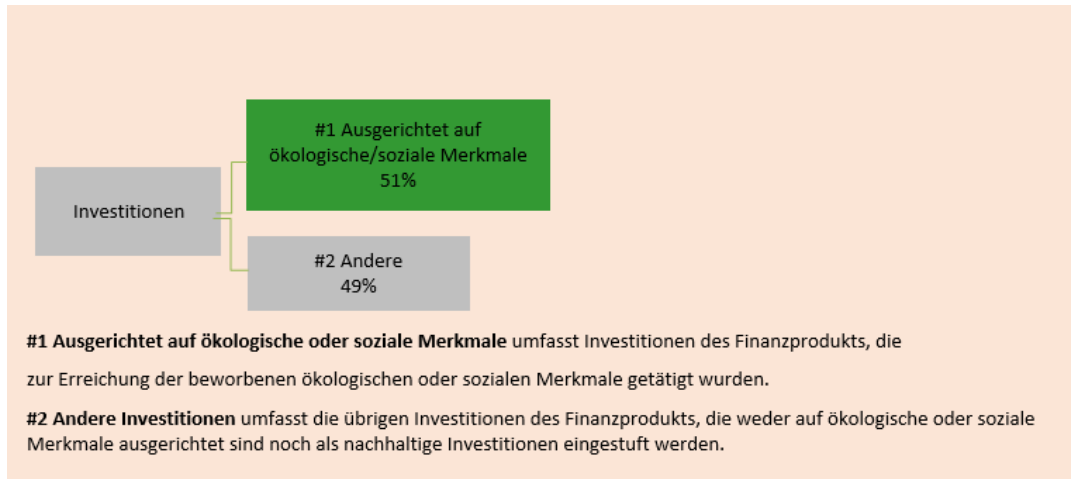 #1 Ausgerichtet auf
ökologische/soziale Merkmale
51%
Investitionen
#2 Andere
49%
#1 Ausgerichtet auf ökologische oder soziale Merkmale umfasst Investitionen des Finanzprodukts, die
zur Erreichung der beworbenen ökologischen oder sozialen Merkmale getätigt wurden.
#2 Andere Investitionen umfasst die übrigen Investitionen des Finanzprodukts, die weder auf ökologische oder soziale
Merkmale ausgerichtet sind noch als nachhaltige Investitionen eingestuft werden.